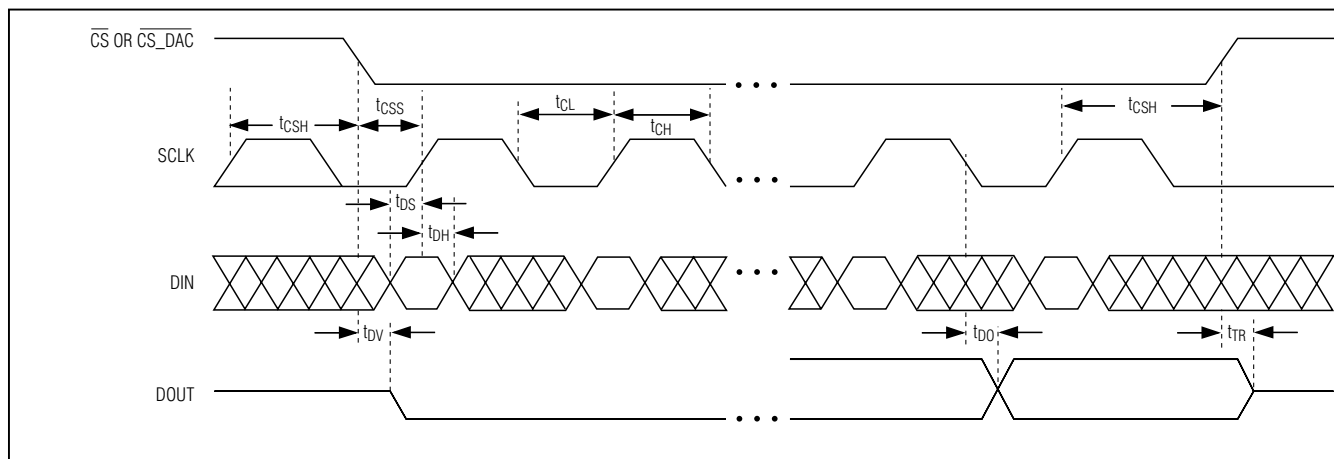 CS OR CS_DAC
tCSS
tCL
tCSH
tCSH
tCH
SCLK
tDS
tDH
DIN
tDV
tDO
tTR
DOUT